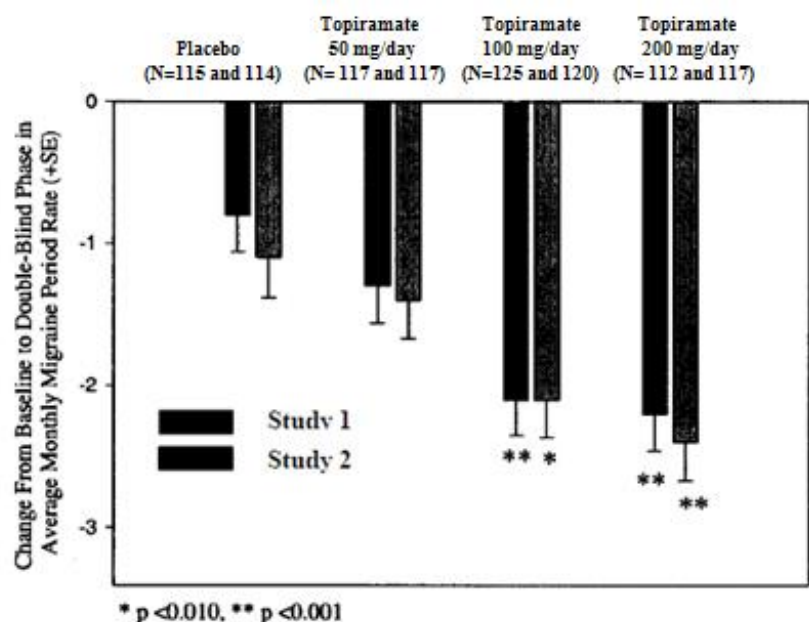 Placebo
(N=115 and 114)
Topiramate
50 mg/day
(N= 117 and 117)
Topiramate
100 mg/day
(N=125 and 120)
Topiramate
200 mg/day
(N= 112 and 117)
Change From Baseline to Double-Blind Phase in
Average Monthly Migraine Period Rate (+SE)
0
-1
-2
-3
Study 1
Study 2
** *
**
**
* p <0.010, ** p <0.001